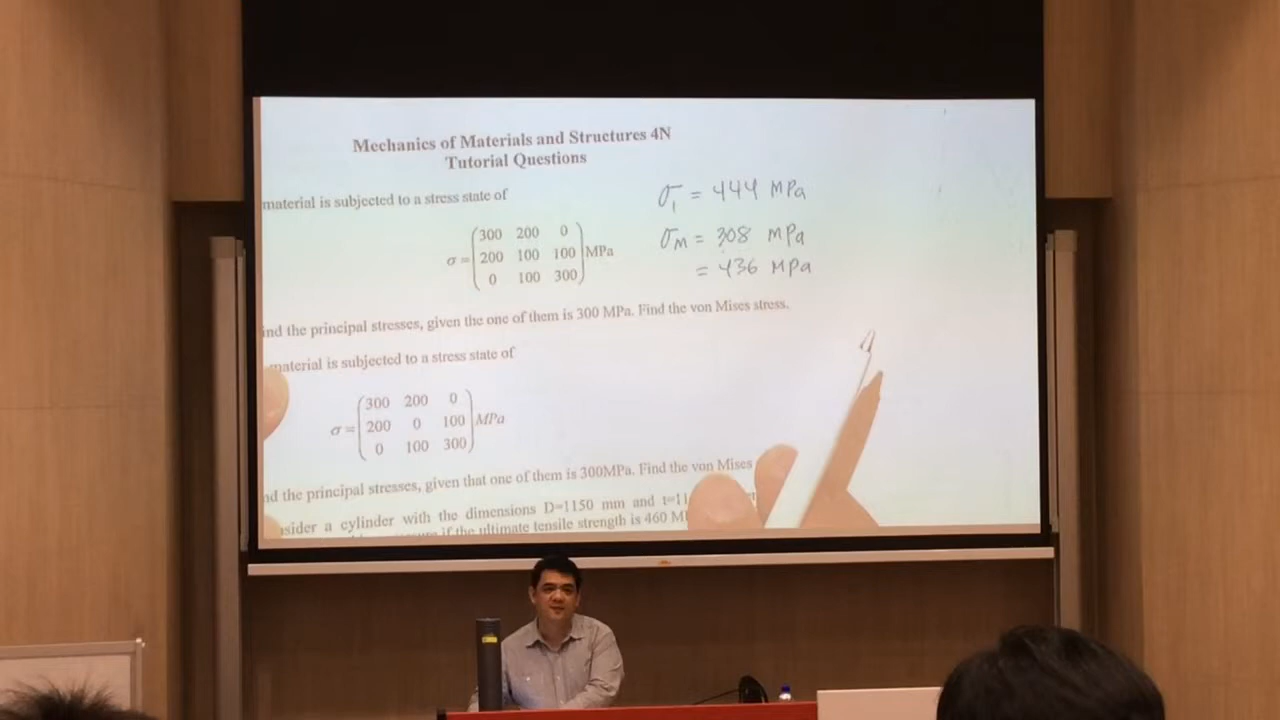 Mechanics of Materials and Structures 4N
Tutorial Questions
material is subjected to a stress state of
σ = (300 200 0
200 100 100
0 100 300) MPa
σ₁ = 444 MPa
σM = 308 MPa
= 436 MPa
ind the principal stresses, given the one of them is 300 MPa. Find the von Mises stress.
material is subjected to a stress state of
σ = (300 200 0
200 0 100
0 100 300) MPa
nd the principal stresses, given that one of them is 300MPa. Find the von Mises
sider a cylinder with the dimensions D=1150 mm and
if the ultimate tensile strength is 460